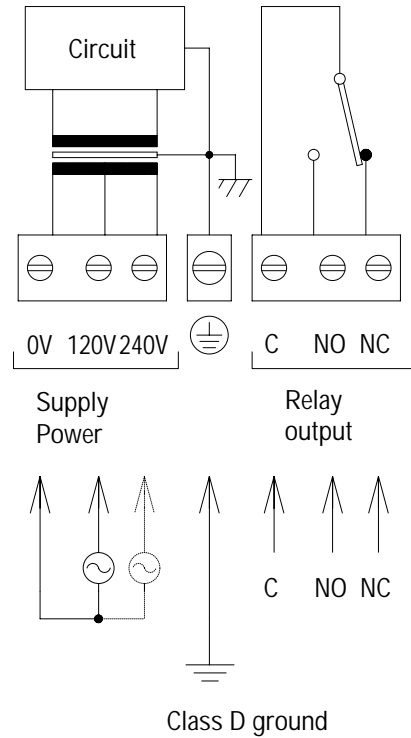 Circuit
0V 120V 240V C NO NC
Supply
Power
Relay
output
C NO NC
Class D ground